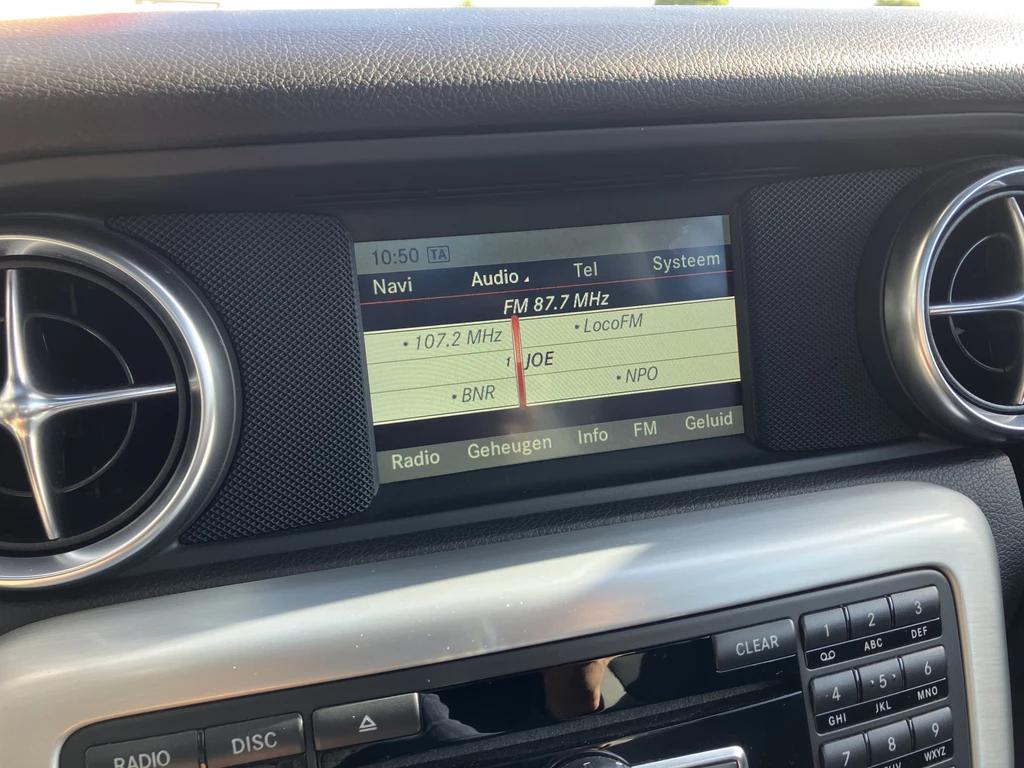 10:50 TA
Navi Audio Tel Systeem
FM 87.7 MHz
• 107.2 MHz • LocoFM
1 JOE
• BNR • NPO
Radio Geheugen Info FM Geluid
CLEAR 1 2 3
ABC DEF
4 5 6
GHI JKL MNO
7 8 9
WXYZ
RADIO DISC